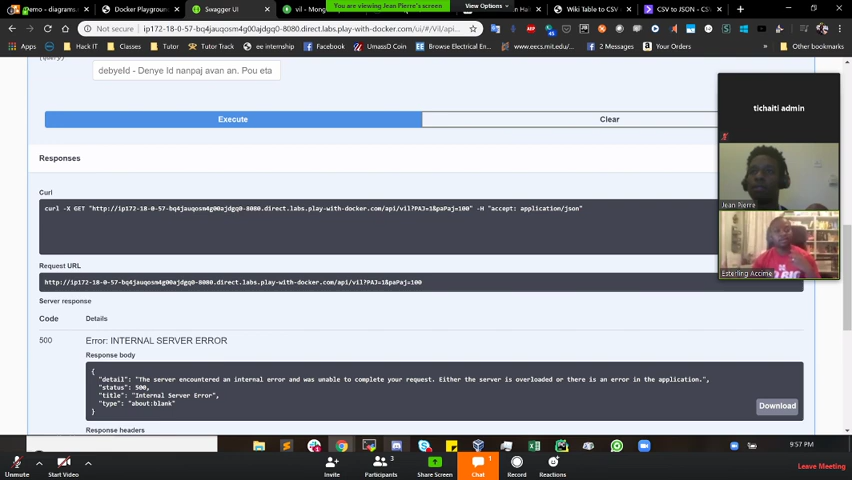 You are viewing Jean Pierre's screen
View Options
Demo - diagrams.
Docker Playground
Swagger UI
vil - Mong
Wiki Table to CSV
CSV to JSON - CSV
Not secure
ip172-18-0-57-bq4jauqosm4g00ajdgq0-8080.direct.labs.play-with-docker.com/ui/#/Vil/api...
Apps
Hack IT
Classes
Tutor
Tutor Track
ee internship
Facebook
UmassD Coin
Browse Electrical En...
www.eecs.mit.edu/...
2 Messages
Your Orders
Other bookmarks
(query)
debyeId - Denye Id nanpaj avan an. Pou eta
Execute
Clear
Responses
Curl
curl -X GET "http://ip172-18-0-57-bq4jauqosm4g00ajdgq0-8080.direct.labs.play-with-docker.com/api/vil?PAJ=1&paPaj=100" -H "accept: application/json"
Request URL
http://ip172-18-0-57-bq4jauqosm4g00ajdgq0-8080.direct.labs.play-with-docker.com/api/vil?PAJ=1&paPaj=100
Server response
Code
Details
500
Error: INTERNAL SERVER ERROR
Response body
{
"detail": "The server encountered an internal error and was unable to complete your request. Either the server is overloaded or there is an error in the application.",
"status": 500,
"title": "Internal Server Error",
"type": "about:blank"
}
Download
Response headers
tichaiti admin
Jean Pierre
Esterling Accime
9:57 PM
Unmute
Start Video
Invite
3
Participants
Share Screen
1
Chat
Record
Reactions
Leave Meeting